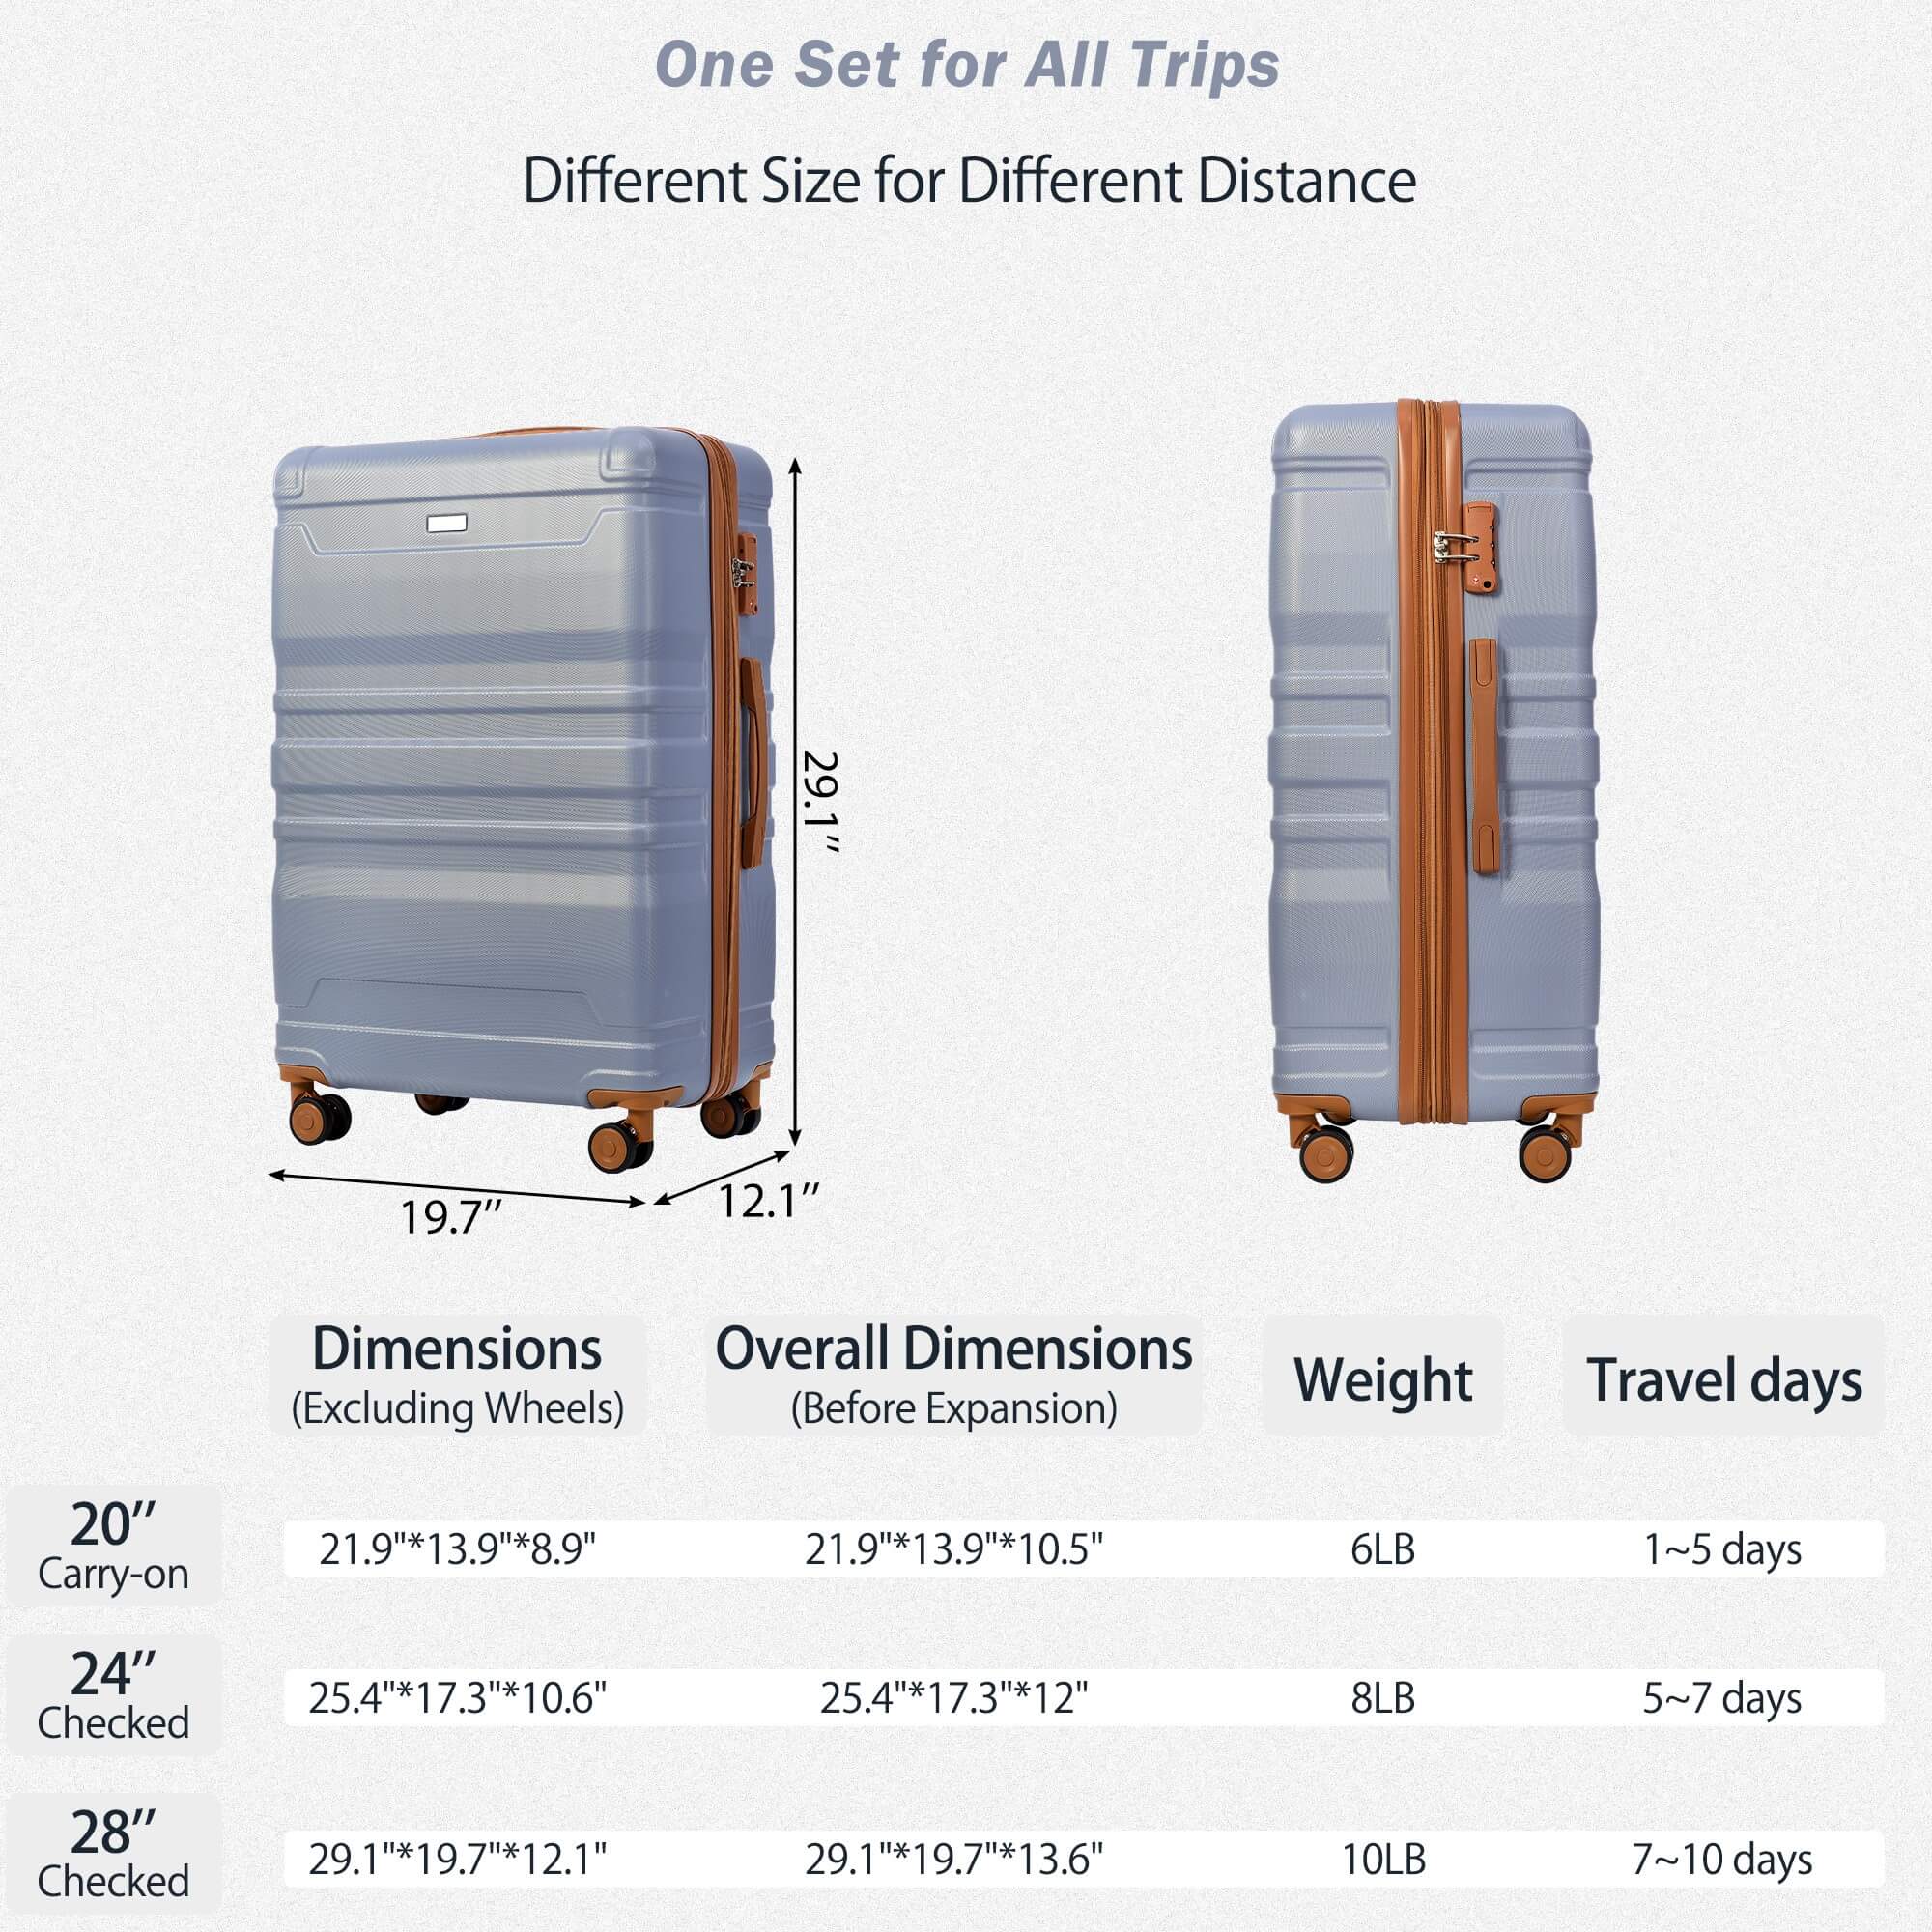 One Set for All Trips
Different Size for Different Distance
29.1’’
19.7’’
12.1’’
Dimensions
(Excluding Wheels)
Overall Dimensions
(Before Expansion)
Weight
Travel days
20’’
Carry-on
21.9"*13.9"*8.9"
21.9"*13.9"*10.5"
6LB
1~5 days
24’’
Checked
25.4"*17.3"*10.6"
25.4"*17.3"*12"
8LB
5~7 days
28’’
Checked
29.1"*19.7"*12.1"
29.1"*19.7"*13.6"
10LB
7~10 days